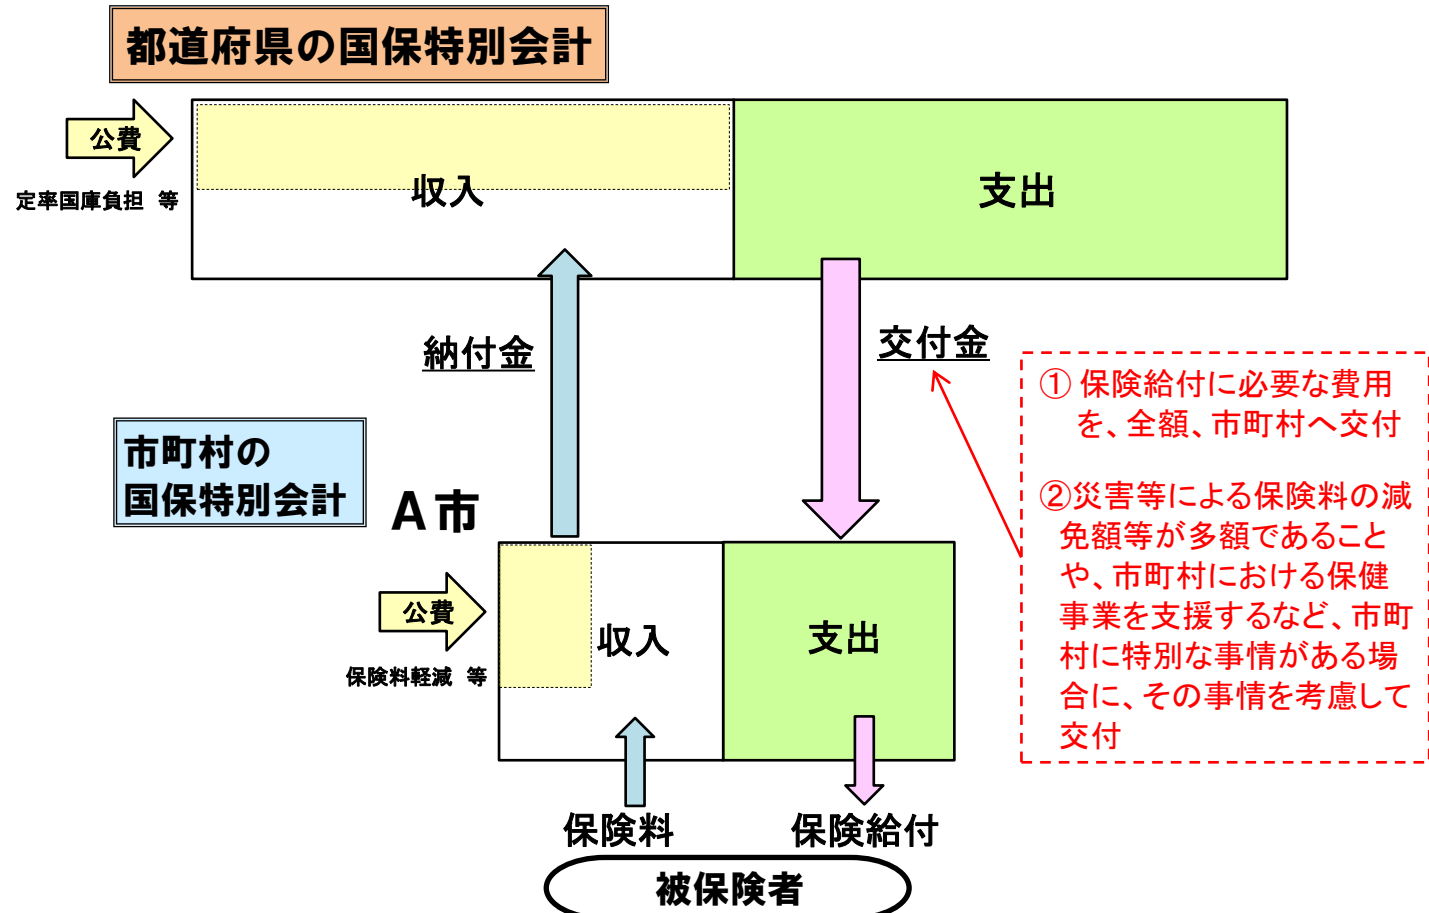 都道府県の国保特別会計
公費
定率国庫負担 等
収入
支出
納付金
交付金
① 保険給付に必要な費用
を、全額、市町村へ交付
②災害等による保険料の減
免額等が多額であること
や、市町村における保健
事業を支援するなど、市町
村に特別な事情がある場
合に、その事情を考慮して
交付
市町村の
国保特別会計
A市
公費
保険料軽減 等
収入
支出
保険料
保険給付
被保険者